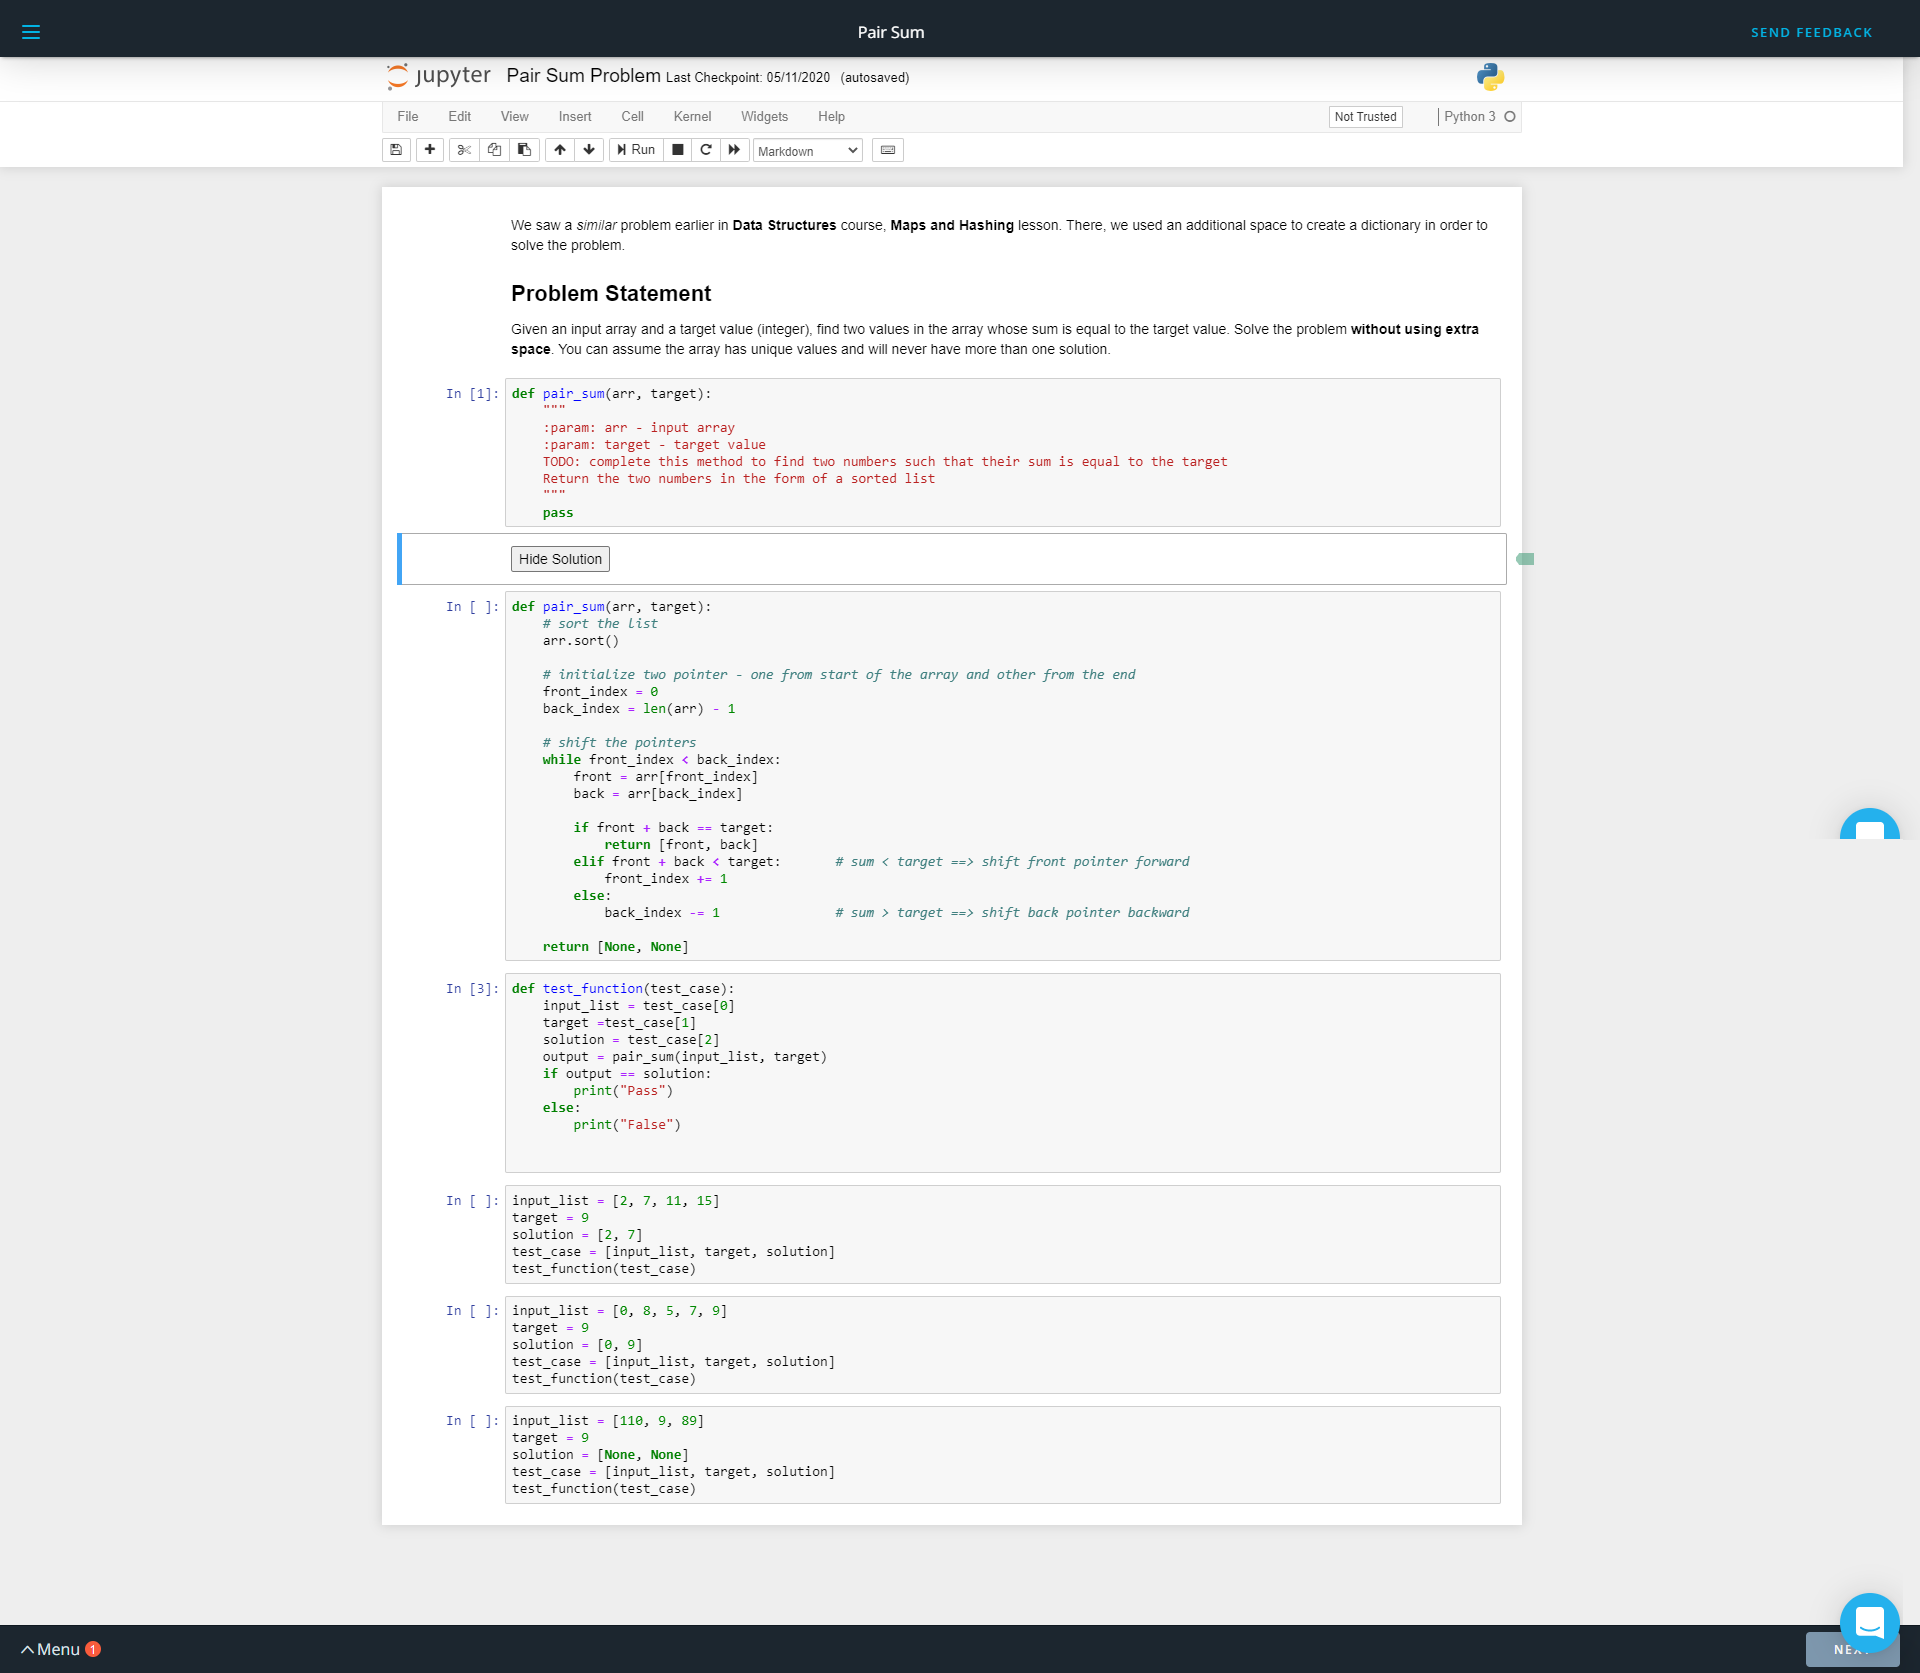 Pair Sum
SEND FEEDBACK
jupyter Pair Sum Problem Last Checkpoint: 05/11/2020 (autosaved)
File Edit View Insert Cell Kernel Widgets Help Not Trusted Python 3
Run Markdown
We saw a similar problem earlier in Data Structures course, Maps and Hashing lesson. There, we used an additional space to create a dictionary in order to
solve the problem.
Problem Statement
Given an input array and a target value (integer), find two values in the array whose sum is equal to the target value. Solve the problem without using extra
space. You can assume the array has unique values and will never have more than one solution.
In [1]: def pair_sum(arr, target):
"""
:param: arr - input array
:param: target - target value
TODO: complete this method to find two numbers such that their sum is equal to the target
Return the two numbers in the form of a sorted list
"""
pass
Hide Solution
In [ ]: def pair_sum(arr, target):
# sort the list
arr.sort()
# initialize two pointer - one from start of the array and other from the end
front_index = 0
back_index = len(arr) - 1
# shift the pointers
while front_index < back_index:
front = arr[front_index]
back = arr[back_index]
if front + back == target:
return [front, back]
elif front + back < target: # sum < target ==> shift front pointer forward
front_index += 1
else:
back_index -= 1 # sum > target ==> shift back pointer backward
return [None, None]
In [3]: def test_function(test_case):
input_list = test_case[0]
target =test_case[1]
solution = test_case[2]
output = pair_sum(input_list, target)
if output == solution:
print("Pass")
else:
print("False")
In [ ]: input_list = [2, 7, 11, 15]
target = 9
solution = [2, 7]
test_case = [input_list, target, solution]
test_function(test_case)
In [ ]: input_list = [0, 8, 5, 7, 9]
target = 9
solution = [0, 9]
test_case = [input_list, target, solution]
test_function(test_case)
In [ ]: input_list = [110, 9, 89]
target = 9
solution = [None, None]
test_case = [input_list, target, solution]
test_function(test_case)
Menu 1